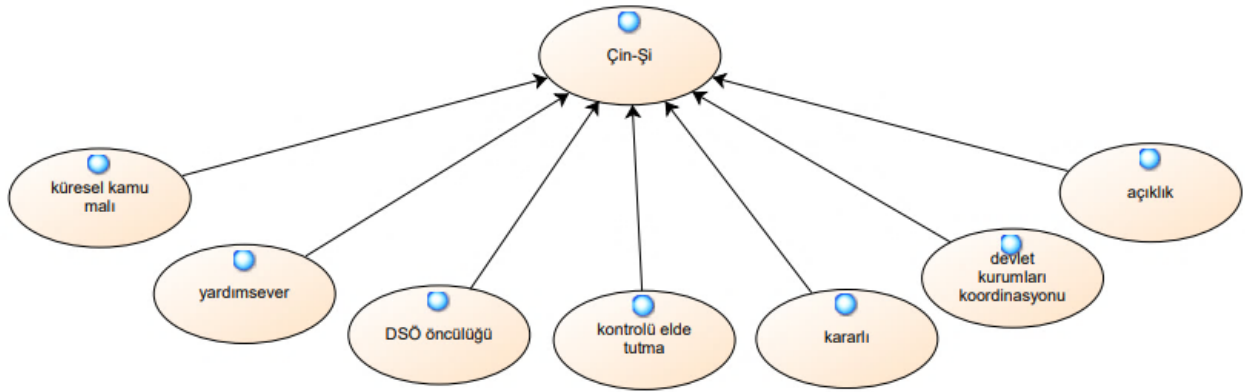 Çin-Şi
küresel kamu
malı
yardımsever
DSÖ öncülüğü
kontrolü elde
tutma
kararlı
devlet
kurumları
koordinasyonu
açıklık